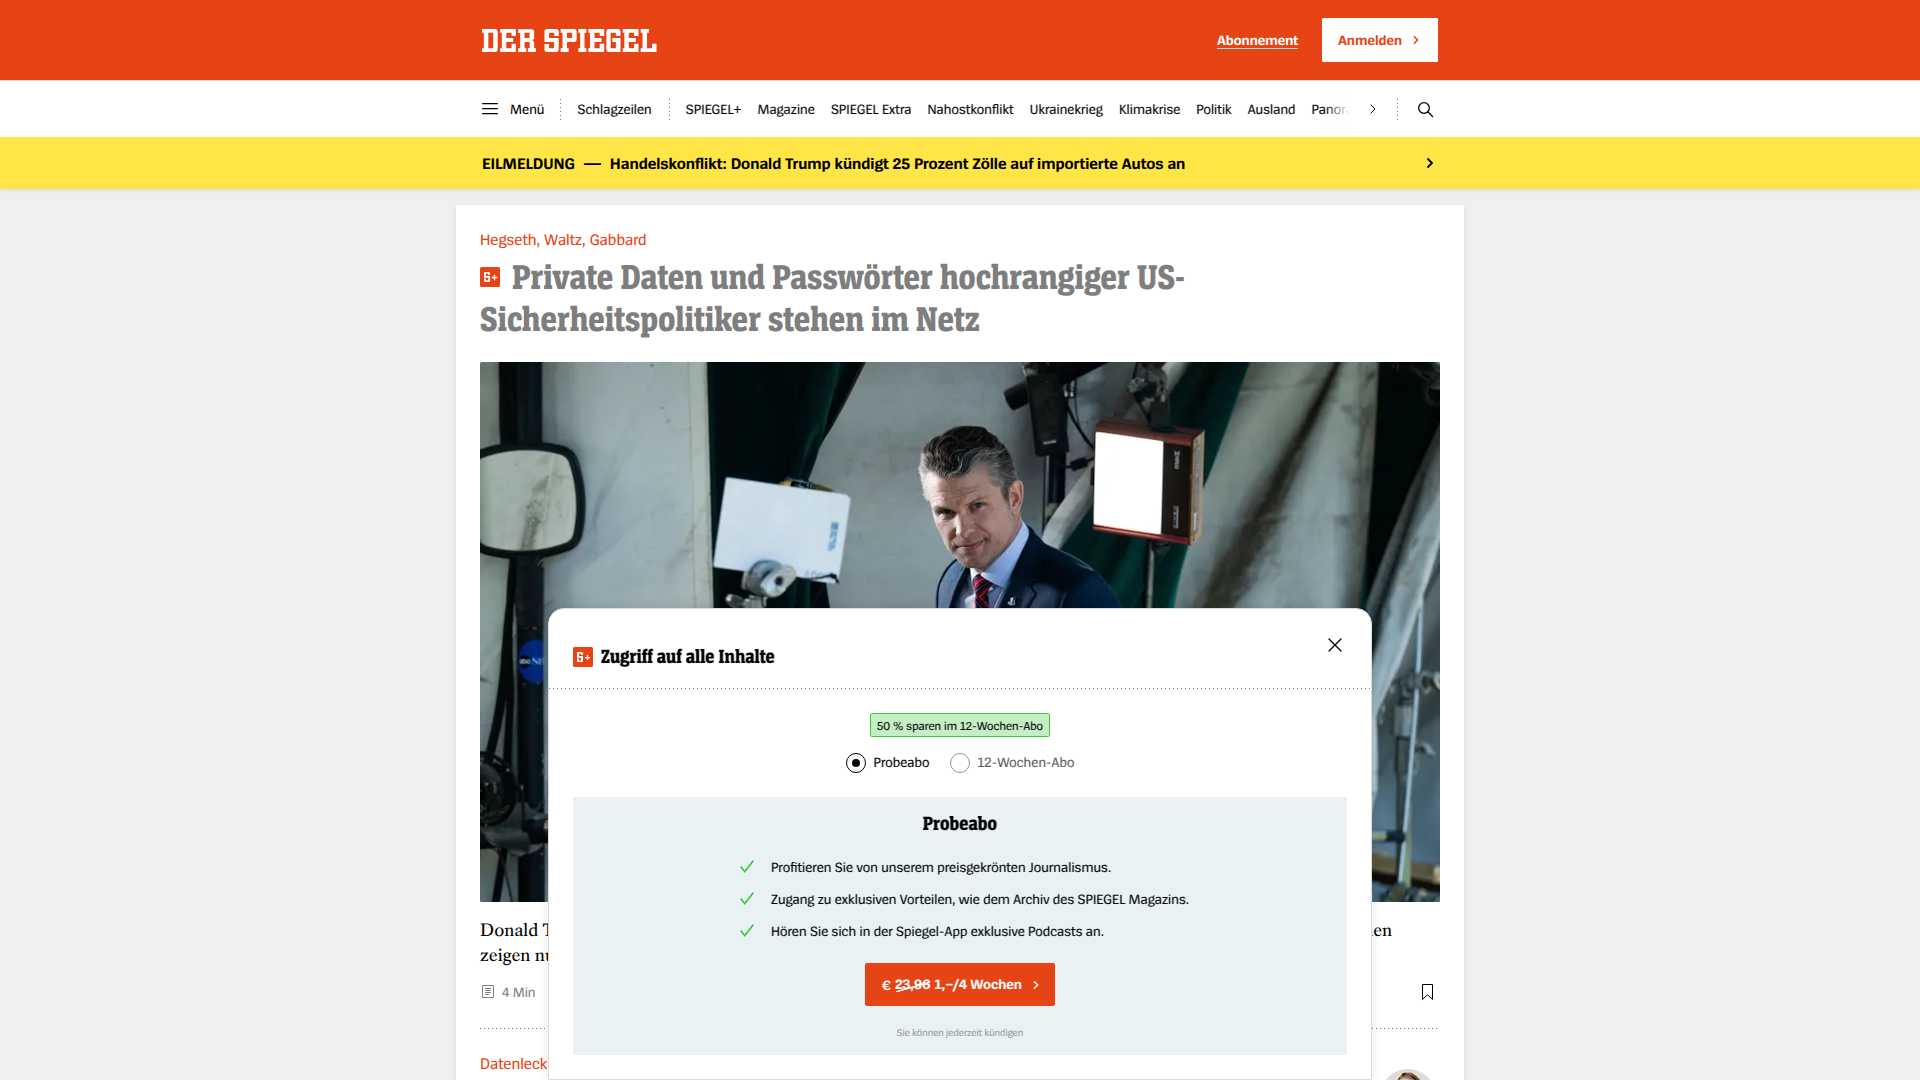 DER SPIEGEL
Abonnement
Anmelden
Menü
Schlagzeilen
SPIEGEL+
Magazine
SPIEGEL Extra
Nahostkonflikt
Ukrainekrieg
Klimakrise
Politik
Ausland
Panor
EILMELDUNG — Handelskonflikt: Donald Trump kündigt 25 Prozent Zölle auf importierte Autos an
Hegseth, Waltz, Gabbard
Private Daten und Passwörter hochrangiger US-
Sicherheitspolitiker stehen im Netz
Zugriff auf alle Inhalte
50 % sparen im 12-Wochen-Abo
Probeabo
12-Wochen-Abo
Probeabo
Profitieren Sie von unserem preisgekrönten Journalismus.
Zugang zu exklusiven Vorteilen, wie dem Archiv des SPIEGEL Magazins.
Hören Sie sich in der Spiegel-App exklusive Podcasts an.
€ 23,96 1,–/4 Wochen
Sie können jederzeit kündigen
Donald
zeigen
4 Min
Datenleck